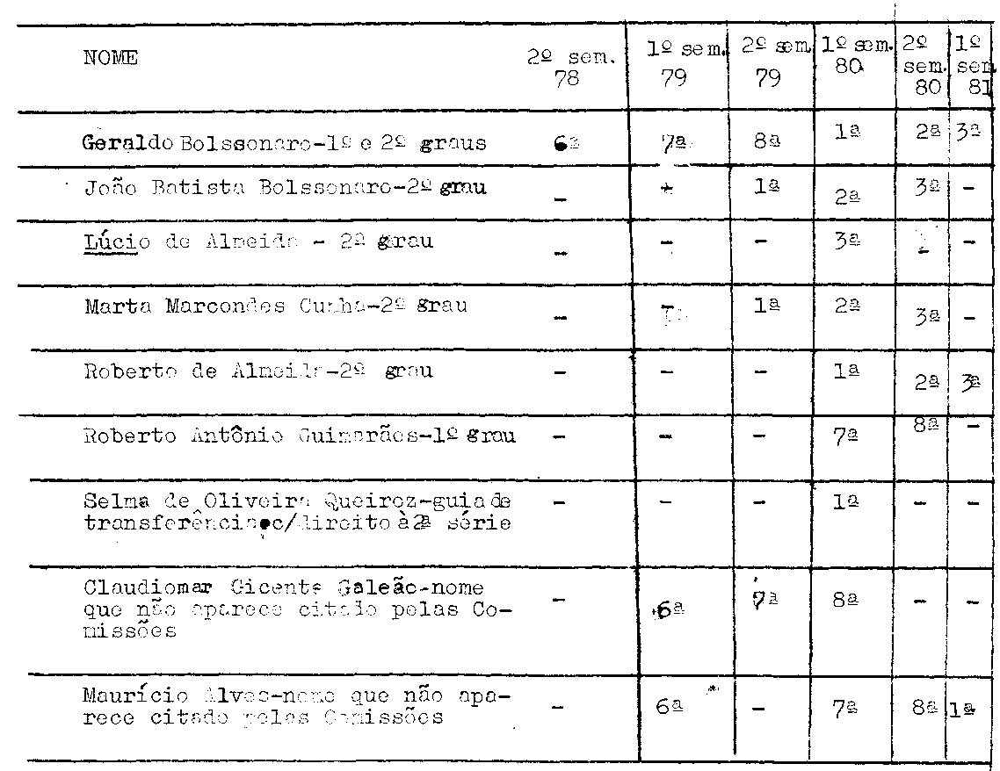 NOME 2º sem. 78 1º sem. 79 2º sem 79 1º sem. 80 2º sem. 80 1º sem. 81
Geraldo Bolssonaro-1º e 2º graus 6ª 7ª 8ª 1ª 2ª 3ª
João Batista Bolssonaro-2º grau - + 1ª 2ª 3ª -
Lúcio de Almeida - 2º grau - - - 3ª - -
Marta Marcondes Cunha-2º grau - - 1ª 2ª 3ª -
Roberto de Almeida-2º grau - - - 1ª 2ª 3ª
Roberto Antônio Guimarães-1º grau - - - 7ª 8ª -
Selma de Oliveira Queiroz-guia de - - - 1ª - -
transferência c/direito à 2ª série
Claudiomar Gicente Galeão-nome
que não aparece citado pelas Co- - 6ª 7ª 8ª - -
missões
Maurício Alves-nome que não apa- - 6ª - 7ª 8ª 1ª
rece citado pelas Comissões